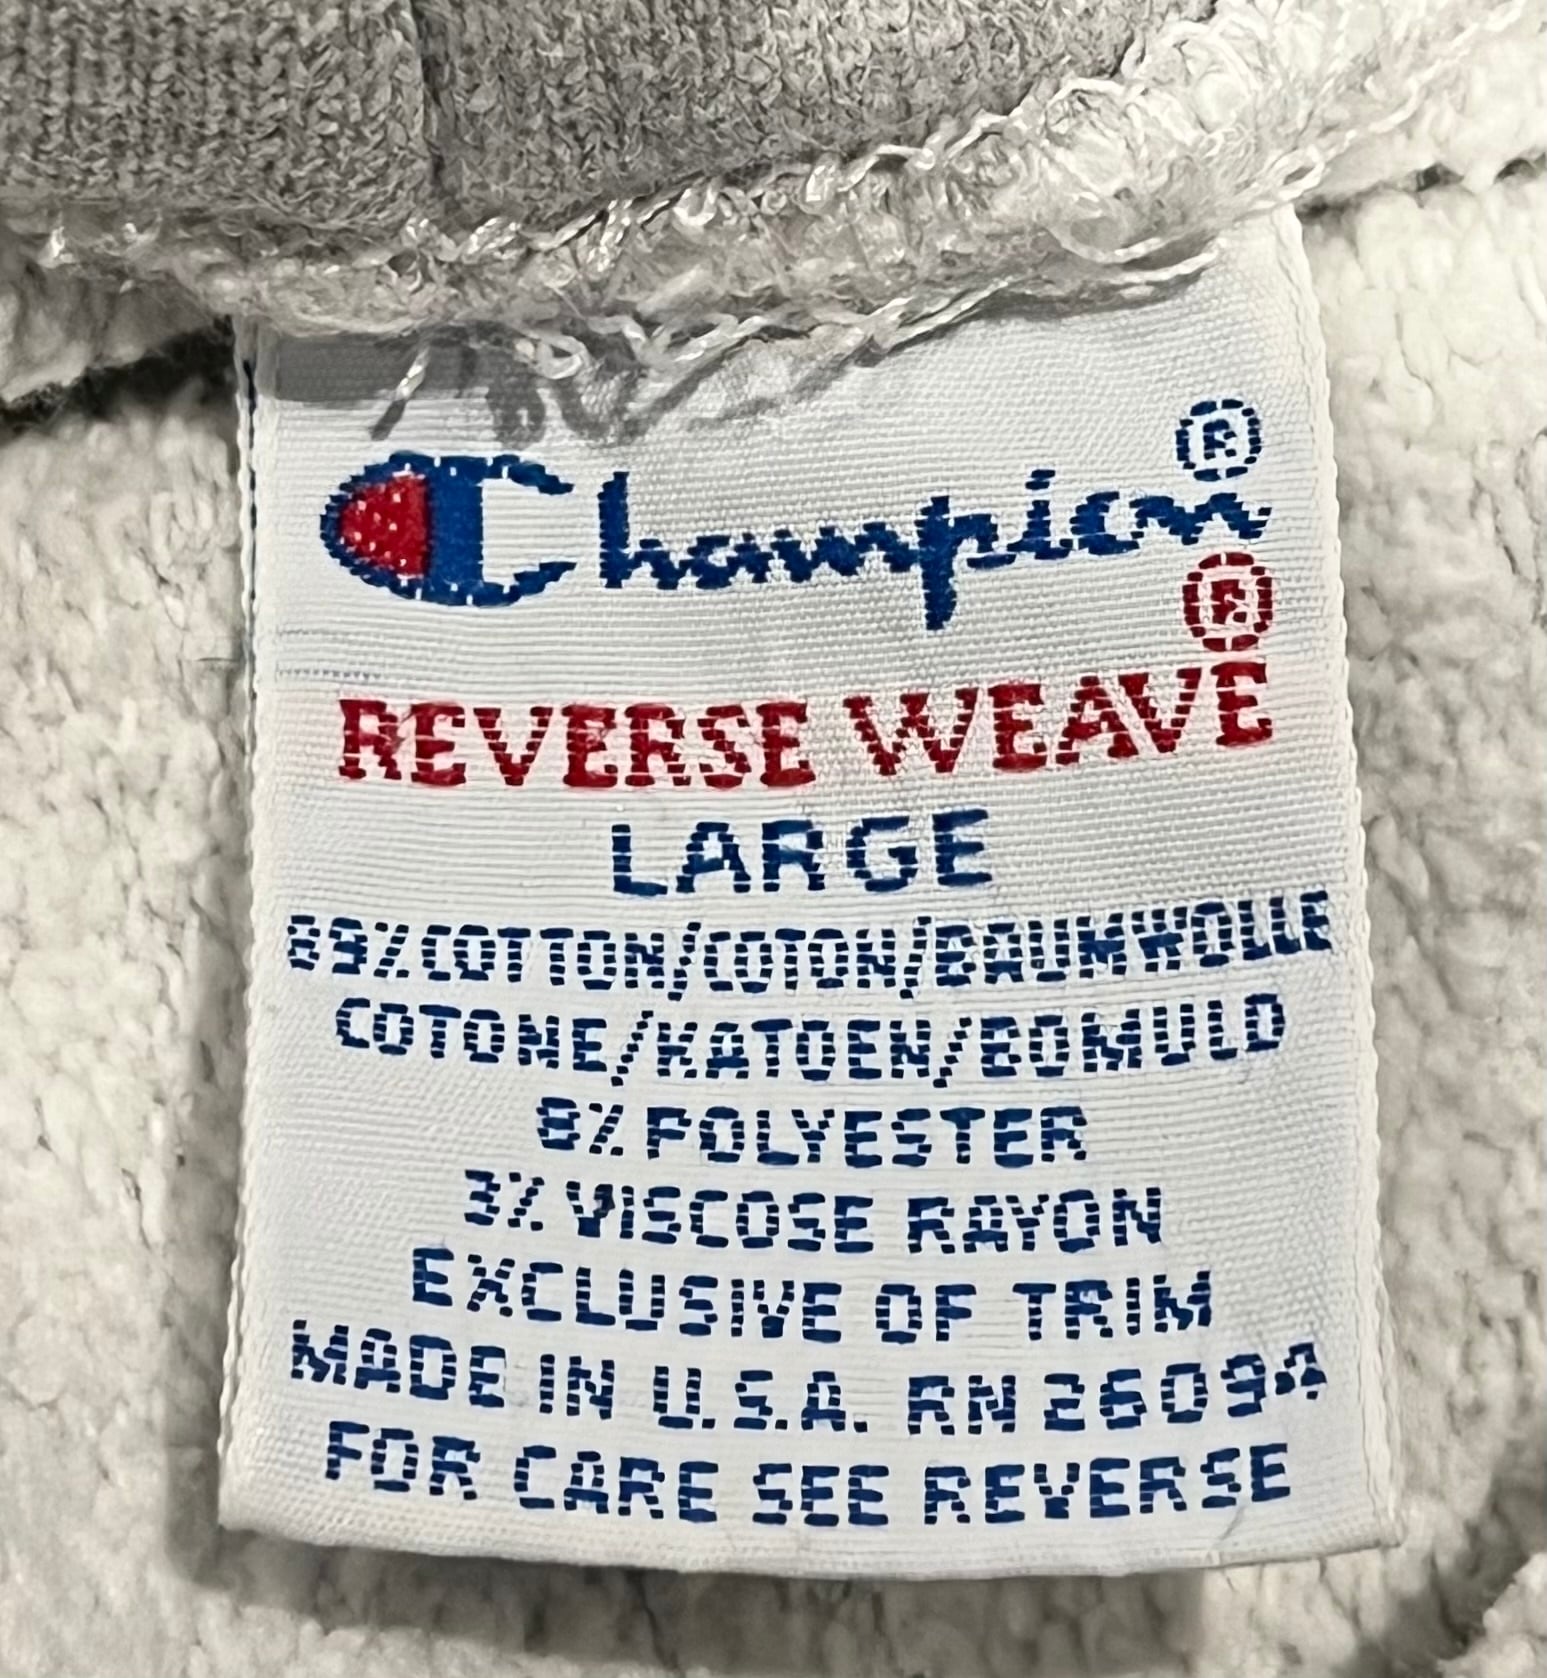 Champion®
REVERSE WEAVE®
LARGE
89% COTTON/COTON/BAUMWOLLE
COTONE/KATOEN/BOMULD
8% POLYESTER
3% VISCOSE RAYON
EXCLUSIVE OF TRIM
MADE IN U.S.A. RN 26094
FOR CARE SEE REVERSE